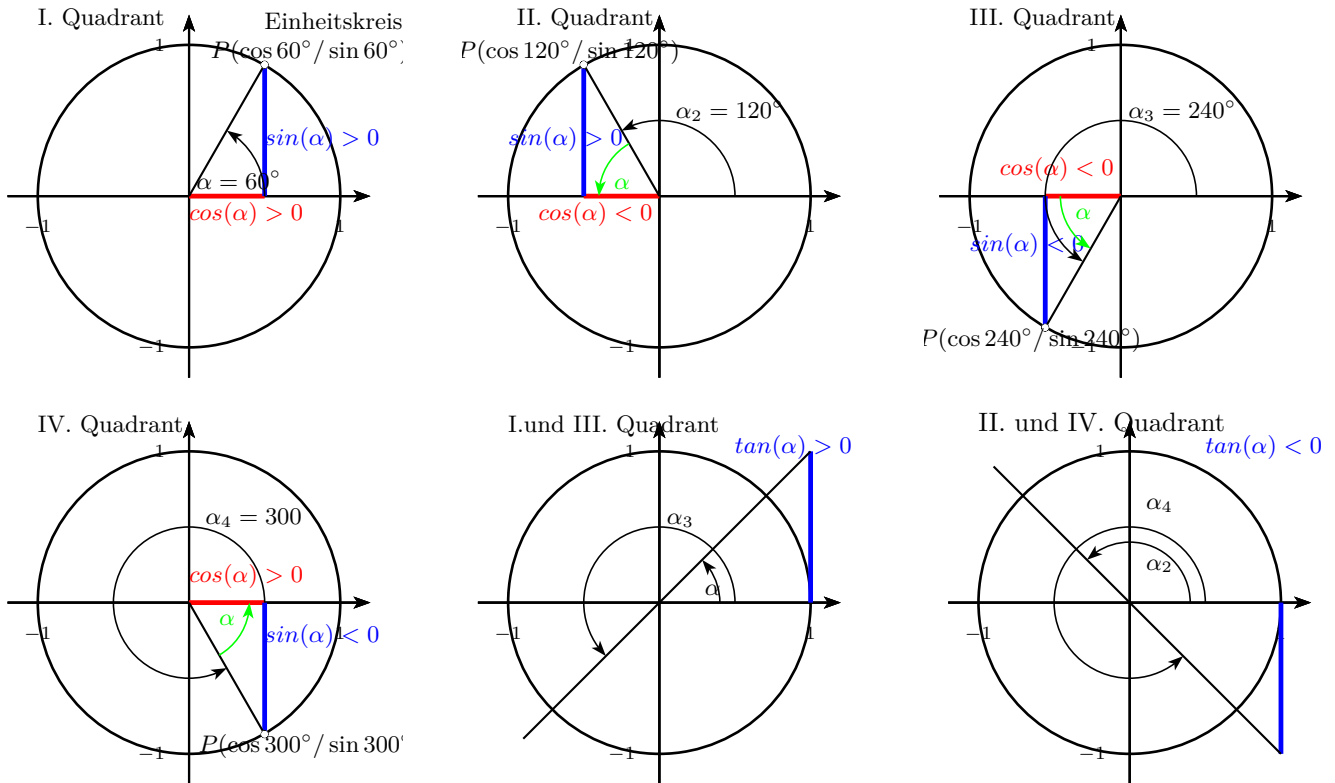 I. Quadrant
Einheitskreis
P(cos 60°/ sin 60°)
1
sin(α) > 0
α = 60°
cos(α) > 0
−1
1
−1
II. Quadrant
P(cos 120°/ sin 120°)
1
α₂ = 120°
sin(α) > 0
α
cos(α) < 0
−1
1
−1
III. Quadrant
1
α₃ = 240°
cos(α) < 0
α
−1
1
sin(α) < 0
P(cos 240°/ sin 240°)
−1
IV. Quadrant
1
α₄ = 300
cos(α) > 0
α
−1
1
sin(α) < 0
P(cos 300°/ sin 300°
−1
I.und III. Quadrant
tan(α) > 0
1
α₃
α
−1
1
−1
II. und IV. Quadrant
tan(α) < 0
1
α₄
α₂
−1
1
−1